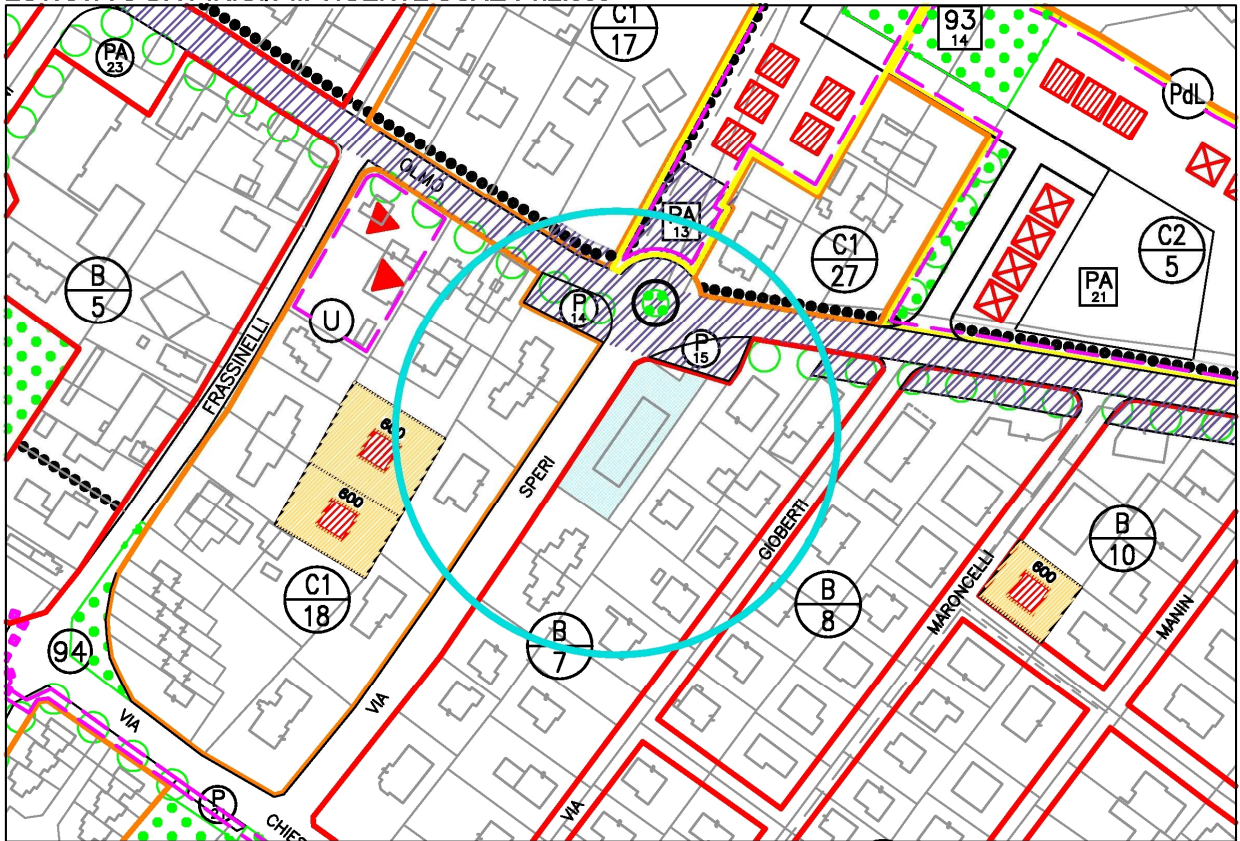 C1
17
93
14
PA
23
PdL
OLMO
PA
13
C1
27
C2
5
PA
21
B
5
U
P
14
P
15
FRASSINELLI
600
600
SPERI
GIOBERTI
C1
18
B
7
B
8
MARONCELLI
600
B
10
MANIN
94
VIA
VIA
VIA
P
CHIES